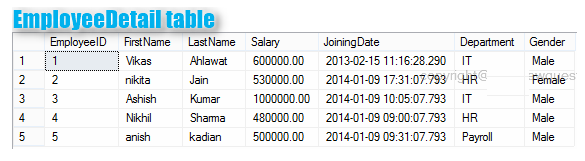 EmployeeDetail table
EmployeeID FirstName LastName Salary JoiningDate Department Gender
1 1 Vikas Ahlawat 600000.00 2013-02-15 11:16:28.290 IT Male
2 2 nikita Jain 530000.00 2014-01-09 17:31:07.793 HR Female
3 3 Ashish Kumar 1000000.00 2014-01-09 10:05:07.793 IT Male
4 4 Nikhil Sharma 480000.00 2014-01-09 09:00:07.793 HR Male
5 5 anish kadian 500000.00 2014-01-09 09:31:07.793 Payroll Male